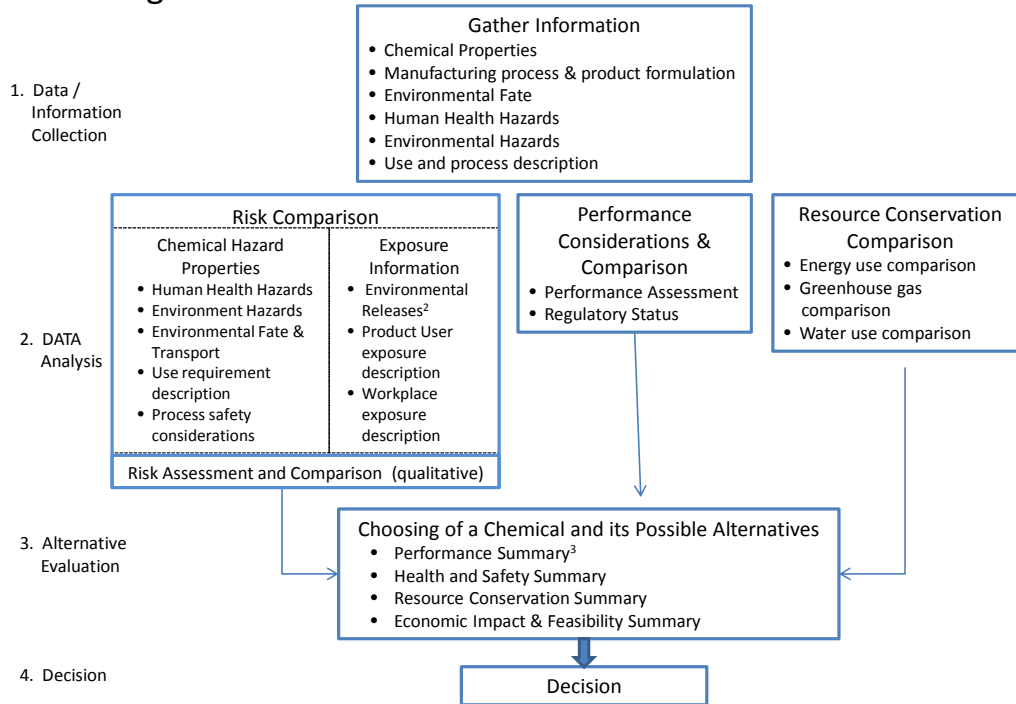 Gather Information
• Chemical Properties
• Manufacturing process & product formulation
• Environmental Fate
• Human Health Hazards
• Environmental Hazards
• Use and process description
1. Data /
Information
Collection
Risk Comparison
Chemical Hazard
Properties
• Human Health Hazards
• Environment Hazards
• Environmental Fate &
Transport
• Use requirement
description
• Process safety
considerations
Exposure
Information
• Environmental
Releases²
• Product User
exposure
description
• Workplace
exposure
description
Risk Assessment and Comparison (qualitative)
Performance
Considerations &
Comparison
• Performance Assessment
• Regulatory Status
Resource Conservation
Comparison
• Energy use comparison
• Greenhouse gas
comparison
• Water use comparison
2. DATA
Analysis
3. Alternative
Evaluation
Choosing of a Chemical and its Possible Alternatives
• Performance Summary³
• Health and Safety Summary
• Resource Conservation Summary
• Economic Impact & Feasibility Summary
4. Decision
Decision